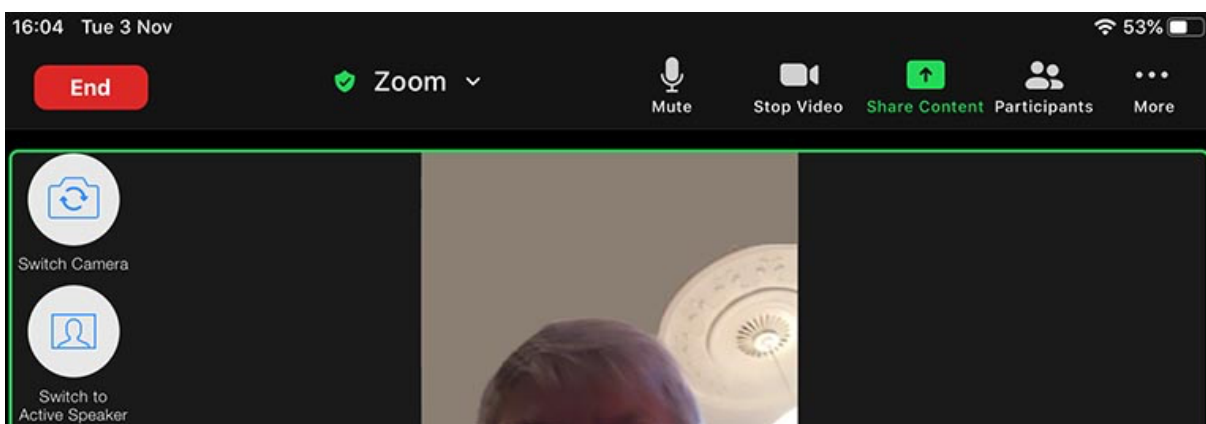 16:04 Tue 3 Nov 53%
End Zoom Mute Stop Video Share Content Participants More
Switch Camera
Switch to
Active Speaker